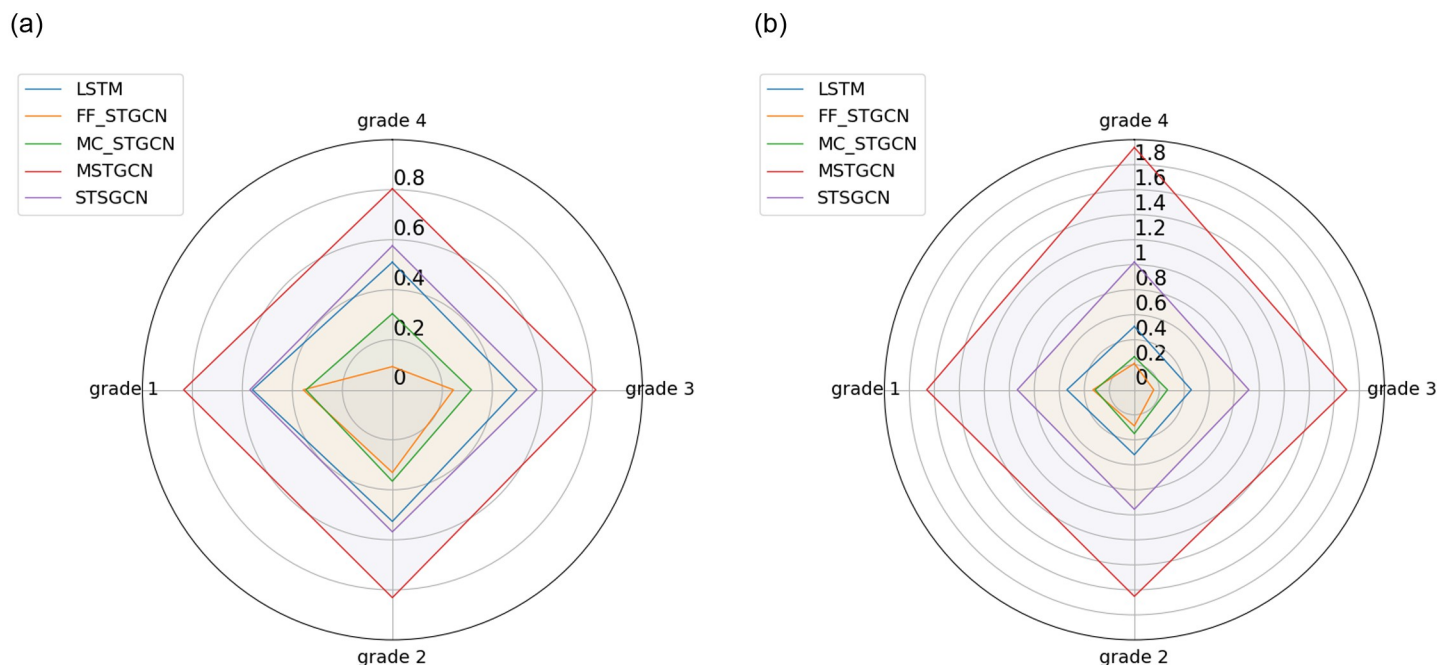 (a)
LSTM
FF_STGCN
MC_STGCN
MSTGCN
STSGCN
grade 4
0.8
0.6
0.4
0.2
0
grade 1
grade 3
grade 2
(b)
LSTM
FF_STGCN
MC_STGCN
MSTGCN
STSGCN
grade 4
1.8
1.6
1.4
1.2
1
0.8
0.6
0.4
0.2
0
grade 1
grade 3
grade 2